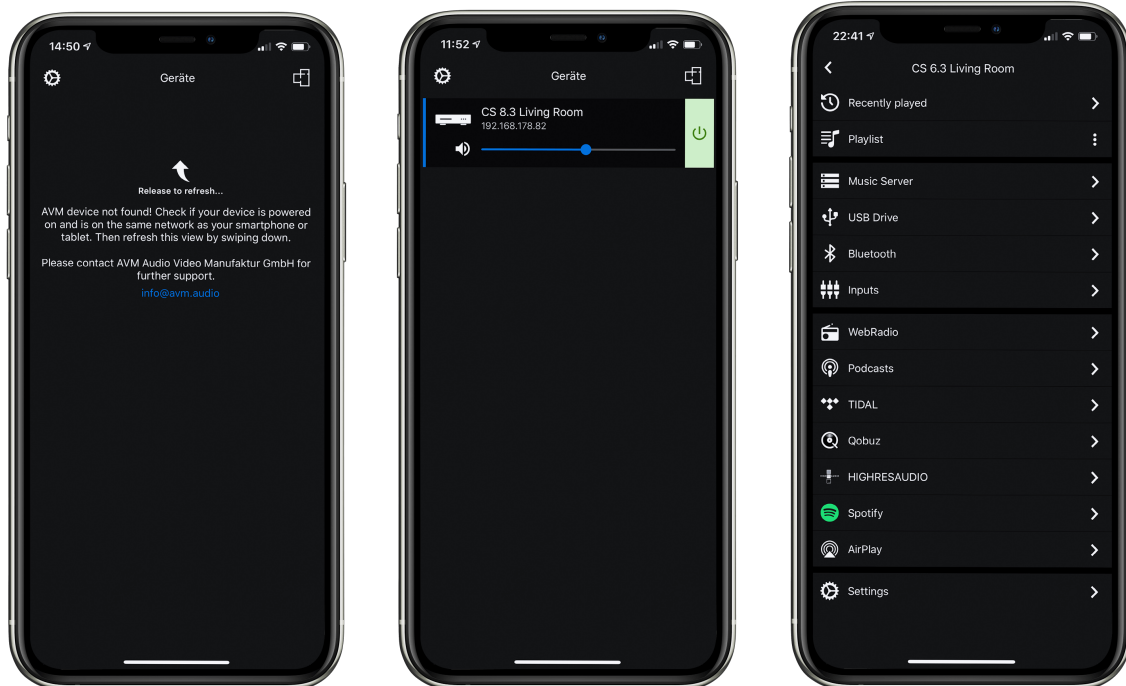 14:50
Geräte
Release to refresh...
AVM device not found! Check if your device is powered
on and is on the same network as your smartphone or
tablet. Then refresh this view by swiping down.
Please contact AVM Audio Video Manufaktur GmbH for
further support.
info@avm.audio
11:52
Geräte
CS 8.3 Living Room
192.168.178.82
22:41
CS 6.3 Living Room
Recently played
Playlist
Music Server
USB Drive
Bluetooth
Inputs
WebRadio
Podcasts
TIDAL
Qobuz
HIGHRESAUDIO
Spotify
AirPlay
Settings